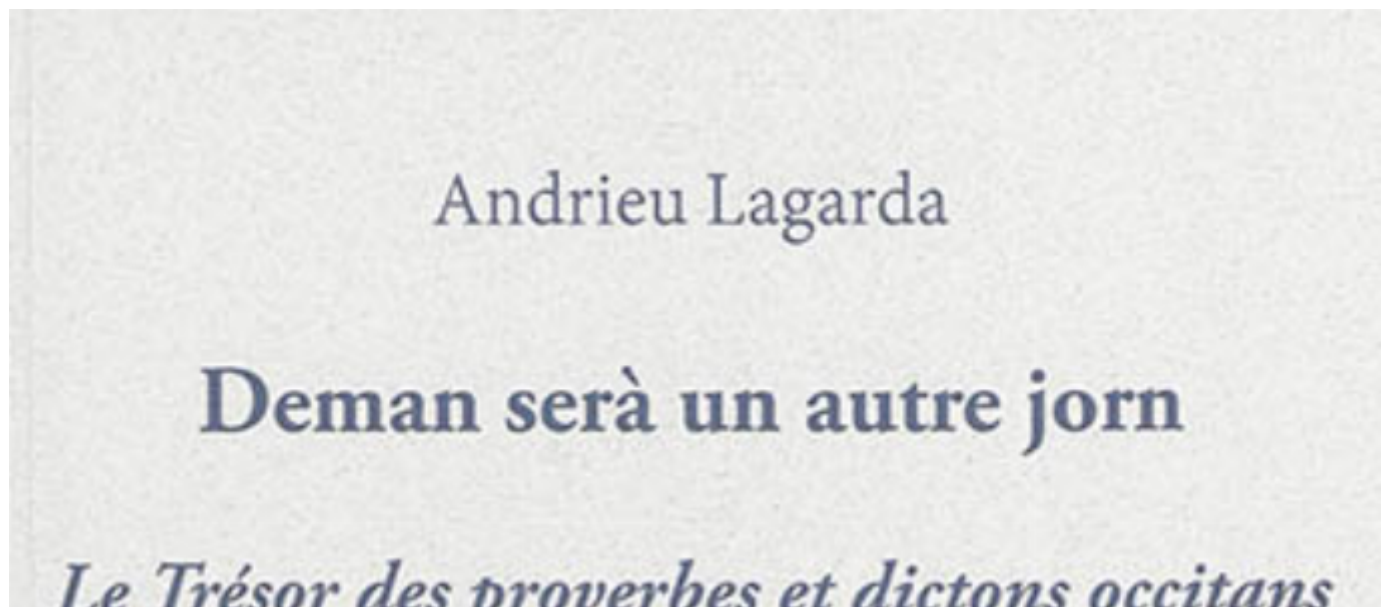 Andrieu Lagarda
Deman serà un autre jorn
Le Trésor des proverbes et dictons occitans